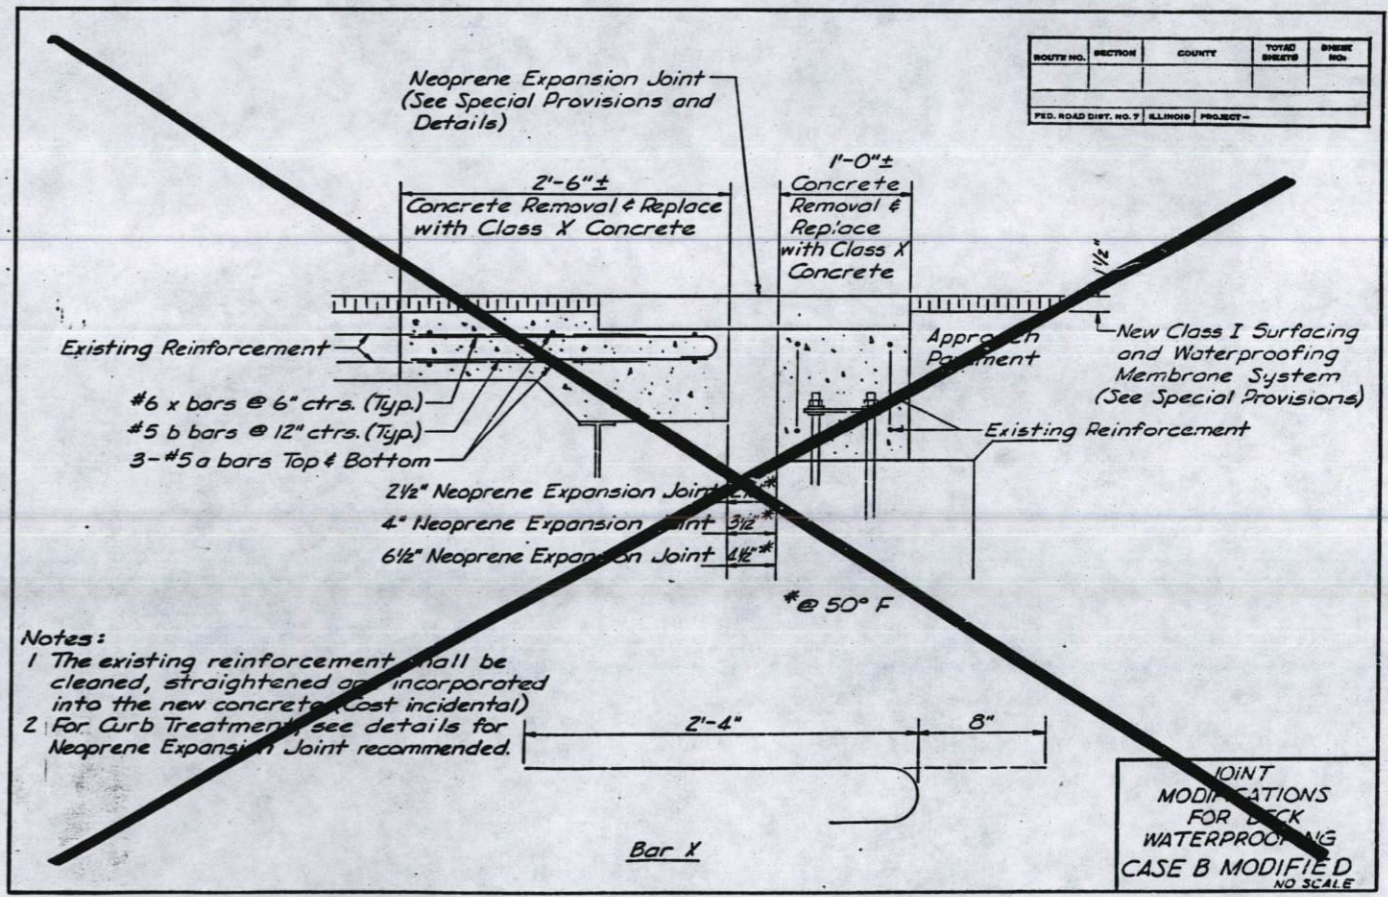 ROUTE NO. SECTION COUNTY TOTAL SHEETS SHEET NO.
FED. ROAD DIST. NO. 7 ILLINOIS PROJECT-
Neoprene Expansion Joint
(See Special Provisions and
Details)
2'-6"±
Concrete Removal & Replace
with Class X Concrete
1'-0"±
Concrete
Removal &
Replace
with Class X
Concrete
1½"
Existing Reinforcement
Approach
Pavement
New Class I Surfacing
and Waterproofing
Membrane System
(See Special Provisions)
#6 x bars @ 6" ctrs. (Typ.)
#5 b bars @ 12" ctrs. (Typ.)
3-#5 a bars Top & Bottom
Existing Reinforcement
2½" Neoprene Expansion Joint
4" Neoprene Expansion Joint 3½"*
6½" Neoprene Expansion Joint 4½"*
*@ 50° F
Notes:
1 The existing reinforcement shall be
cleaned, straightened and incorporated
into the new concrete (Cost incidental)
2 For Curb Treatment, see details for
Neoprene Expansion Joint recommended.
2'-4" 8"
Bar X
JOINT
MODIFICATIONS
FOR DECK
WATERPROOFING
CASE B MODIFIED
NO SCALE